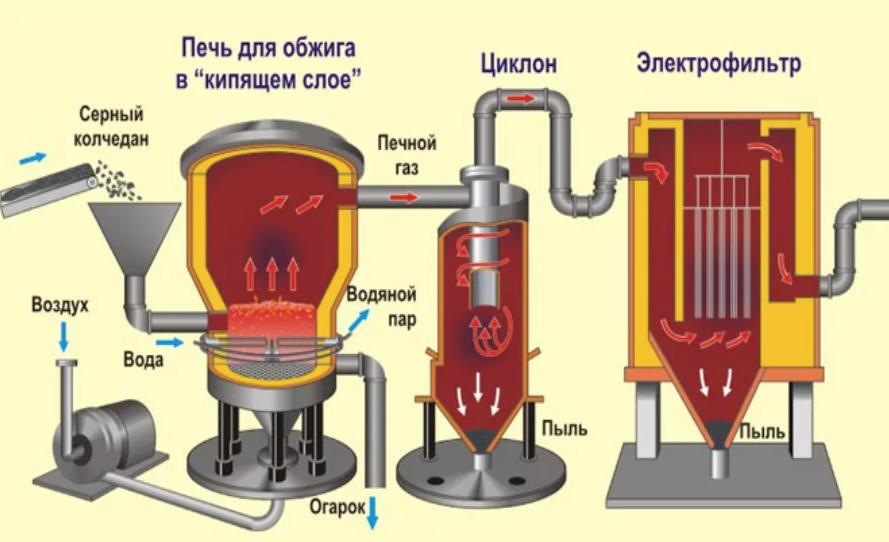 Печь для обжига
в “кипящем слое”
Циклон
Электрофильтр
Серный
колчедан
Печной
газ
Воздух
Водяной
пар
Вода
Пыль
Пыль
Огарок